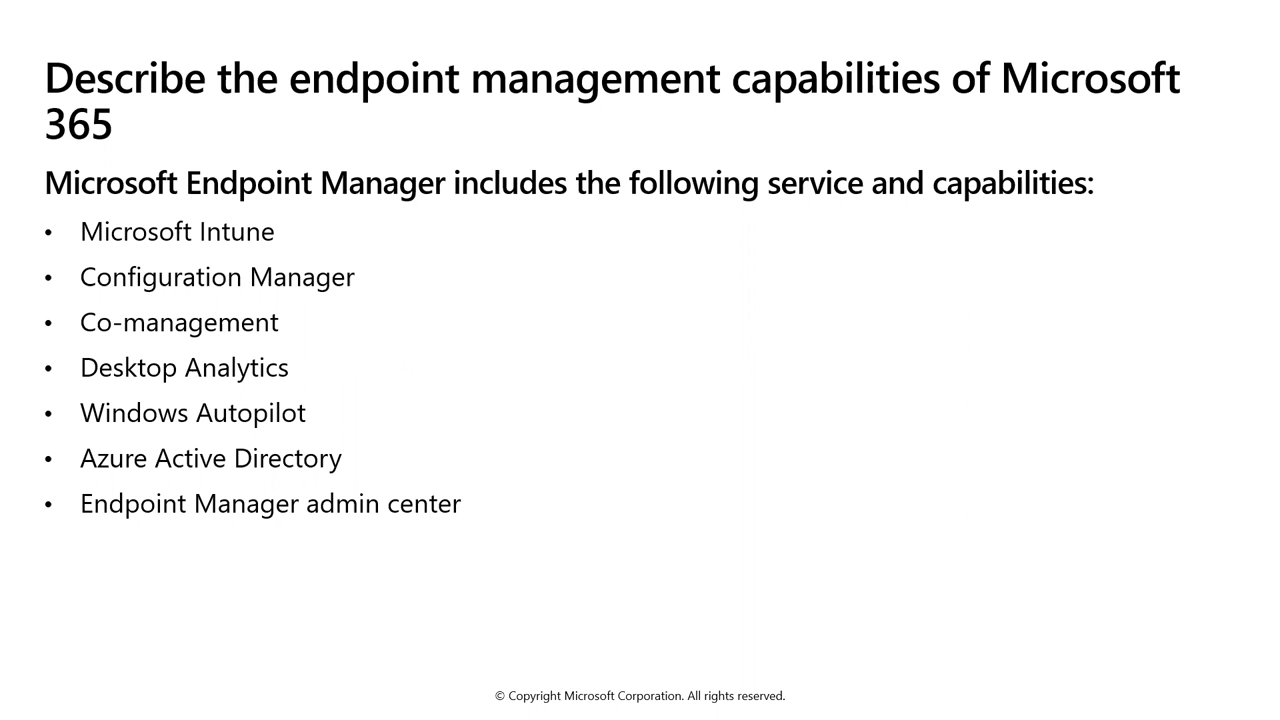 Describe the endpoint management capabilities of Microsoft
365
Microsoft Endpoint Manager includes the following service and capabilities:
• Microsoft Intune
• Configuration Manager
• Co-management
• Desktop Analytics
• Windows Autopilot
• Azure Active Directory
• Endpoint Manager admin center
© Copyright Microsoft Corporation. All rights reserved.